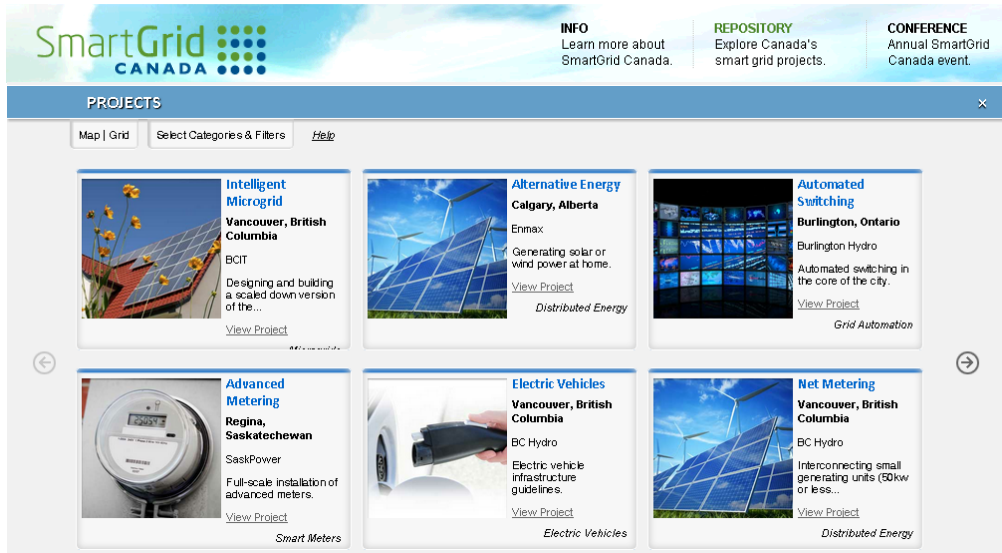 SmartGrid
CANADA
INFO
Learn more about
SmartGrid Canada.
REPOSITORY
Explore Canada's
smart grid projects.
CONFERENCE
Annual SmartGrid
Canada event.
PROJECTS
×
Map | Grid
Select Categories & Filters
Help
Intelligent
Microgrid
Vancouver, British
Columbia
BCIT
Designing and building
a scaled down version
of the...
View Project
Microgrids
Alternative Energy
Calgary, Alberta
Enmax
Generating solar or
wind power at home.
View Project
Distributed Energy
Automated
Switching
Burlington, Ontario
Burlington Hydro
Automated switching in
the core of the city.
View Project
Grid Automation
Advanced
Metering
Regina,
Saskatechewan
SaskPower
Full-scale installation of
advanced meters.
View Project
Smart Meters
Electric Vehicles
Vancouver, British
Columbia
BC Hydro
Electric vehicle
infrastructure
guidelines.
View Project
Electric Vehicles
Net Metering
Vancouver, British
Columbia
BC Hydro
Interconnecting small
generating units (50kw
or less...
View Project
Distributed Energy